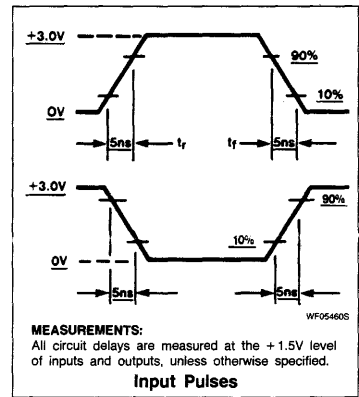 +3.0V
90%
10%
0V
5ns tr tf 5ns
+3.0V
90%
10%
0V
5ns 5ns
WF05460S
MEASUREMENTS:
All circuit delays are measured at the +1.5V level
of inputs and outputs, unless otherwise specified.
Input Pulses